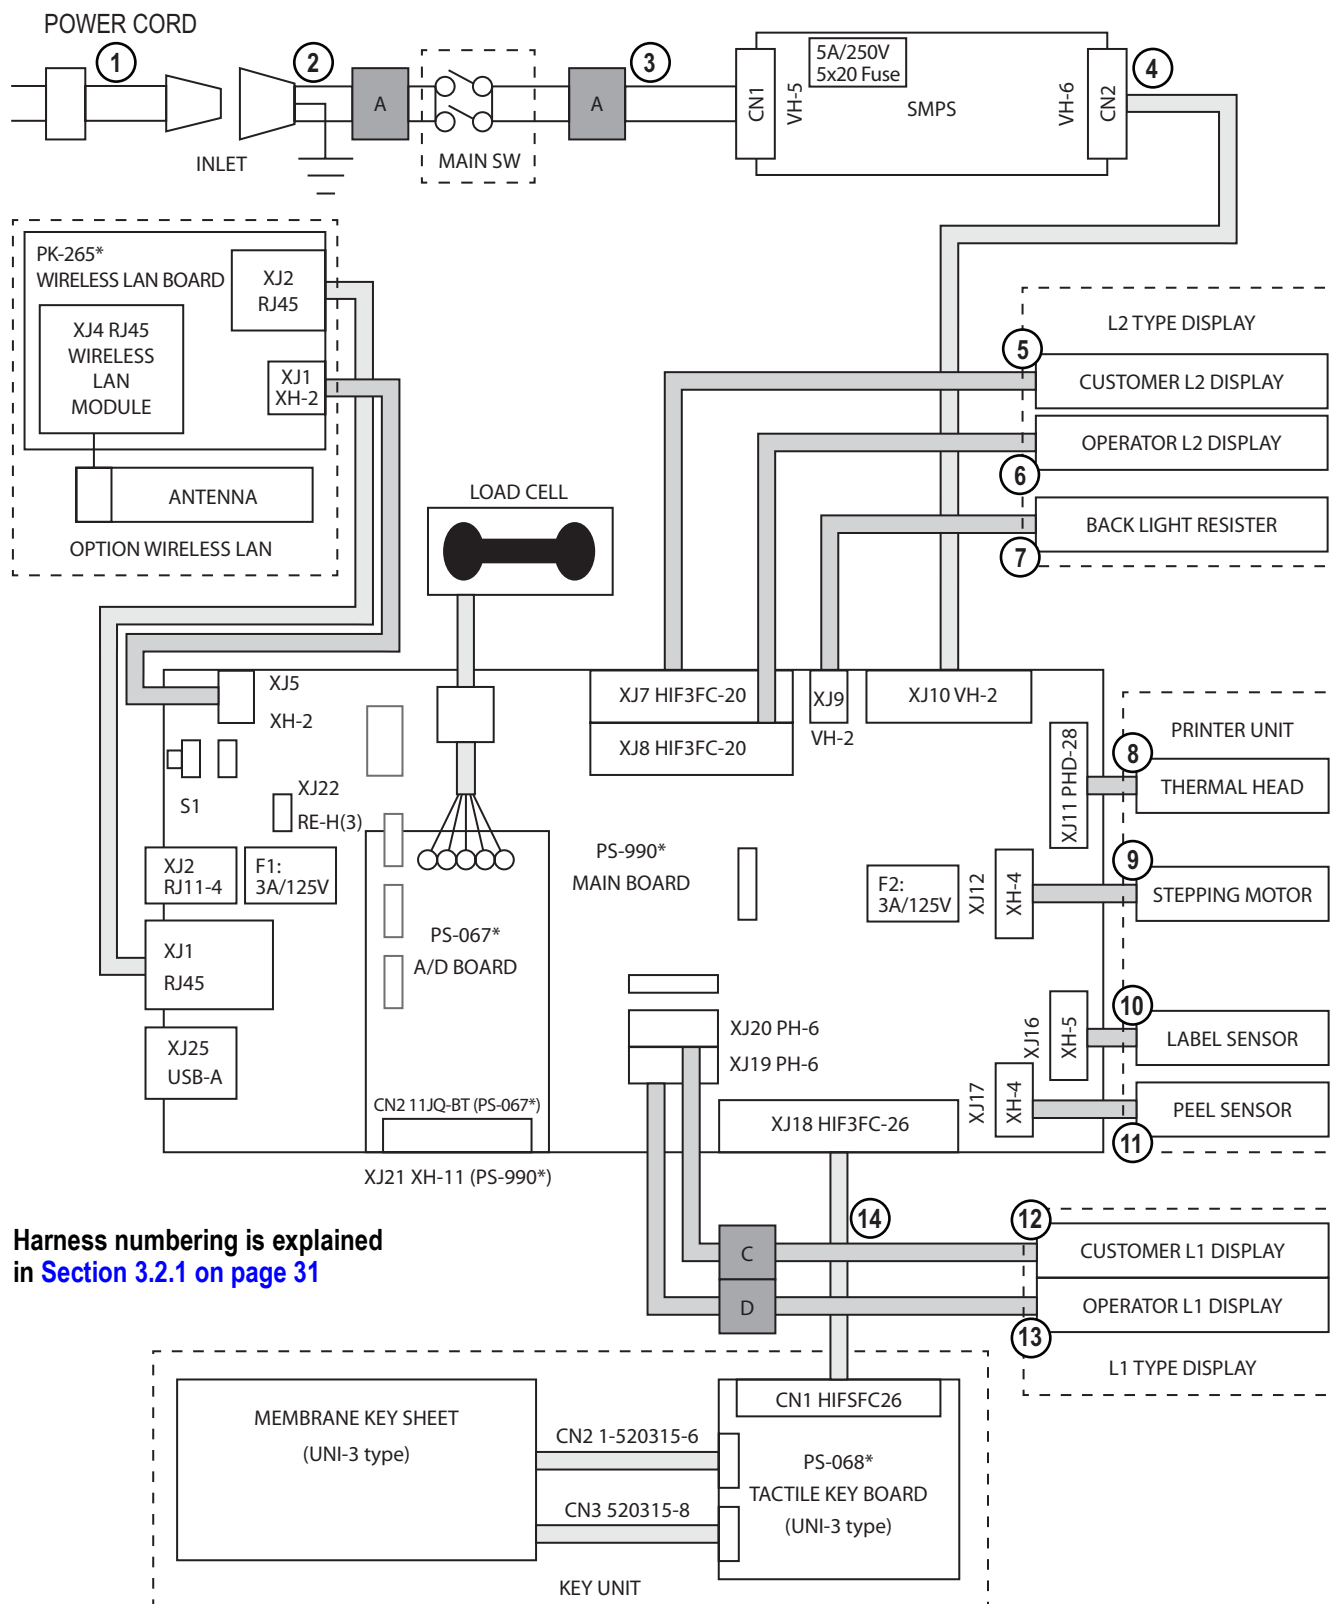 POWER CORD
1
2
3
4
A
A
INLET
MAIN SW
CN1
VH-5
5A/250V
5x20 Fuse
SMPS
VH-6
CN2
PK-265*
WIRELESS LAN BOARD
XJ2
RJ45
XJ4 RJ45
WIRELESS
LAN
MODULE
XJ1
XH-2
ANTENNA
OPTION WIRELESS LAN
LOAD CELL
L2 TYPE DISPLAY
5
CUSTOMER L2 DISPLAY
OPERATOR L2 DISPLAY
6
BACK LIGHT RESISTER
7
XJ5
XH-2
S1
XJ22
RE-H(3)
XJ2
RJ11-4
F1:
3A/125V
XJ1
RJ45
XJ25
USB-A
PS-067*
A/D BOARD
CN2 11JQ-BT (PS-067*)
XJ21 XH-11 (PS-990*)
XJ7 HIF3FC-20
XJ8 HIF3FC-20
XJ9
VH-2
XJ10 VH-2
PS-990*
MAIN BOARD
XJ11 PHD-28
F2:
3A/125V
XJ12
XH-4
XJ20 PH-6
XJ19 PH-6
XJ16
XH-5
XJ17
XH-4
XJ18 HIF3FC-26
PRINTER UNIT
8
THERMAL HEAD
9
STEPPING MOTOR
10
LABEL SENSOR
PEEL SENSOR
11
Harness numbering is explained
in Section 3.2.1 on page 31
14
C
D
12
CUSTOMER L1 DISPLAY
OPERATOR L1 DISPLAY
13
L1 TYPE DISPLAY
MEMBRANE KEY SHEET
(UNI-3 type)
CN2 1-520315-6
CN3 520315-8
CN1 HIFSFC26
PS-068*
TACTILE KEY BOARD
(UNI-3 type)
KEY UNIT